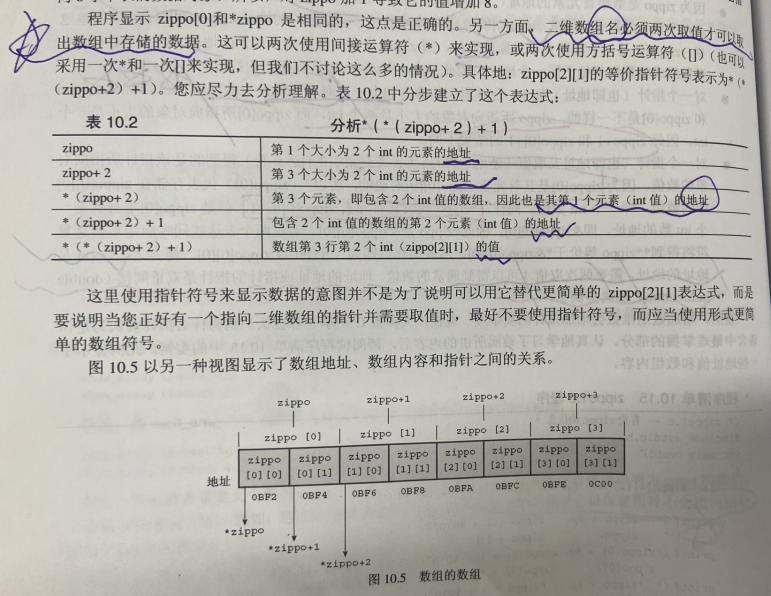 程序显示 zippo[0]和*zippo 是相同的，这点是正确的。另一方面，二维数组名必须两次取值才可以取
出数组中存储的数据。这可以两次使用间接运算符（*）来实现，或两次使用方括号运算符（[]）（也可以
采用一次*和一次[]来实现，但我们不讨论这么多的情况）。具体地：zippo[2][1]的等价指针符号表示为*（*
（zippo+2）+1）。您应尽力去分析理解。表 10.2 中分步建立了这个表达式：
表 10.2 分析*（*（zippo+ 2）+ 1）
zippo 第 1 个大小为 2 个 int 的元素的地址
zippo+ 2 第 3 个大小为 2 个 int 的元素的地址
*（zippo+ 2） 第 3 个元素，即包含 2 个 int 值的数组，因此也是其第 1 个元素（int 值）的地址
*（zippo+ 2）+ 1 包含 2 个 int 值的数组的第 2 个元素（int 值）的地址
*（*（zippo+ 2）+ 1） 数组第 3 行第 2 个 int（zippo[2][1]）的值
这里使用指针符号来显示数据的意图并不是为了说明可以用它替代更简单的 zippo[2][1]表达式，而是
要说明当您正好有一个指向二维数组的指针并需要取值时，最好不要使用指针符号，而应当使用形式更简
单的数组符号。
图 10.5 以另一种视图显示了数组地址、数组内容和指针之间的关系。
zippo zippo+1 zippo+2 zippo+3
zippo [0] zippo [1] zippo [2] zippo [3]
zippo zippo zippo zippo zippo zippo zippo zippo
[0][0] [0][1] [1][0] [1][1] [2][0] [2][1] [3][0] [3][1]
地址 0BF2 0BF4 0BF6 0BF8 0BFA 0BFC 0BFE 0C00
*zippo
*zippo+1
*zippo+2
图 10.5 数组的数组